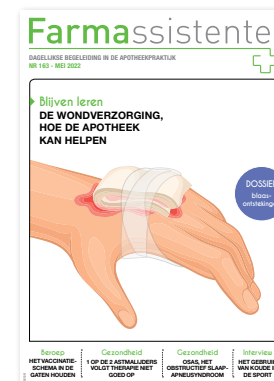 Farmassistente
DAGELIJKSE BEGELEIDING IN DE APOTHEEKPRAKTIJK
NR 163 - MEI 2022
Blijven leren
DE WONDVERZORGING,
HOE DE APOTHEEK
KAN HELPEN
DOSSIER
blaas-
Beroep
HET VACCINATIE-
SCHEMA IN DE
GATEN HOUDEN
Gezondheid
1 OP DE 2 ASTMALIJDERS
VOLGT THERAPIE NIET
GOED OP
Gezondheid
OSAS, HET
OBSTRUCTIEF SLAAP-
APNEUSYNDROOM
Interview
HET GEBRUIK
VAN KOUDE
DE SPORT